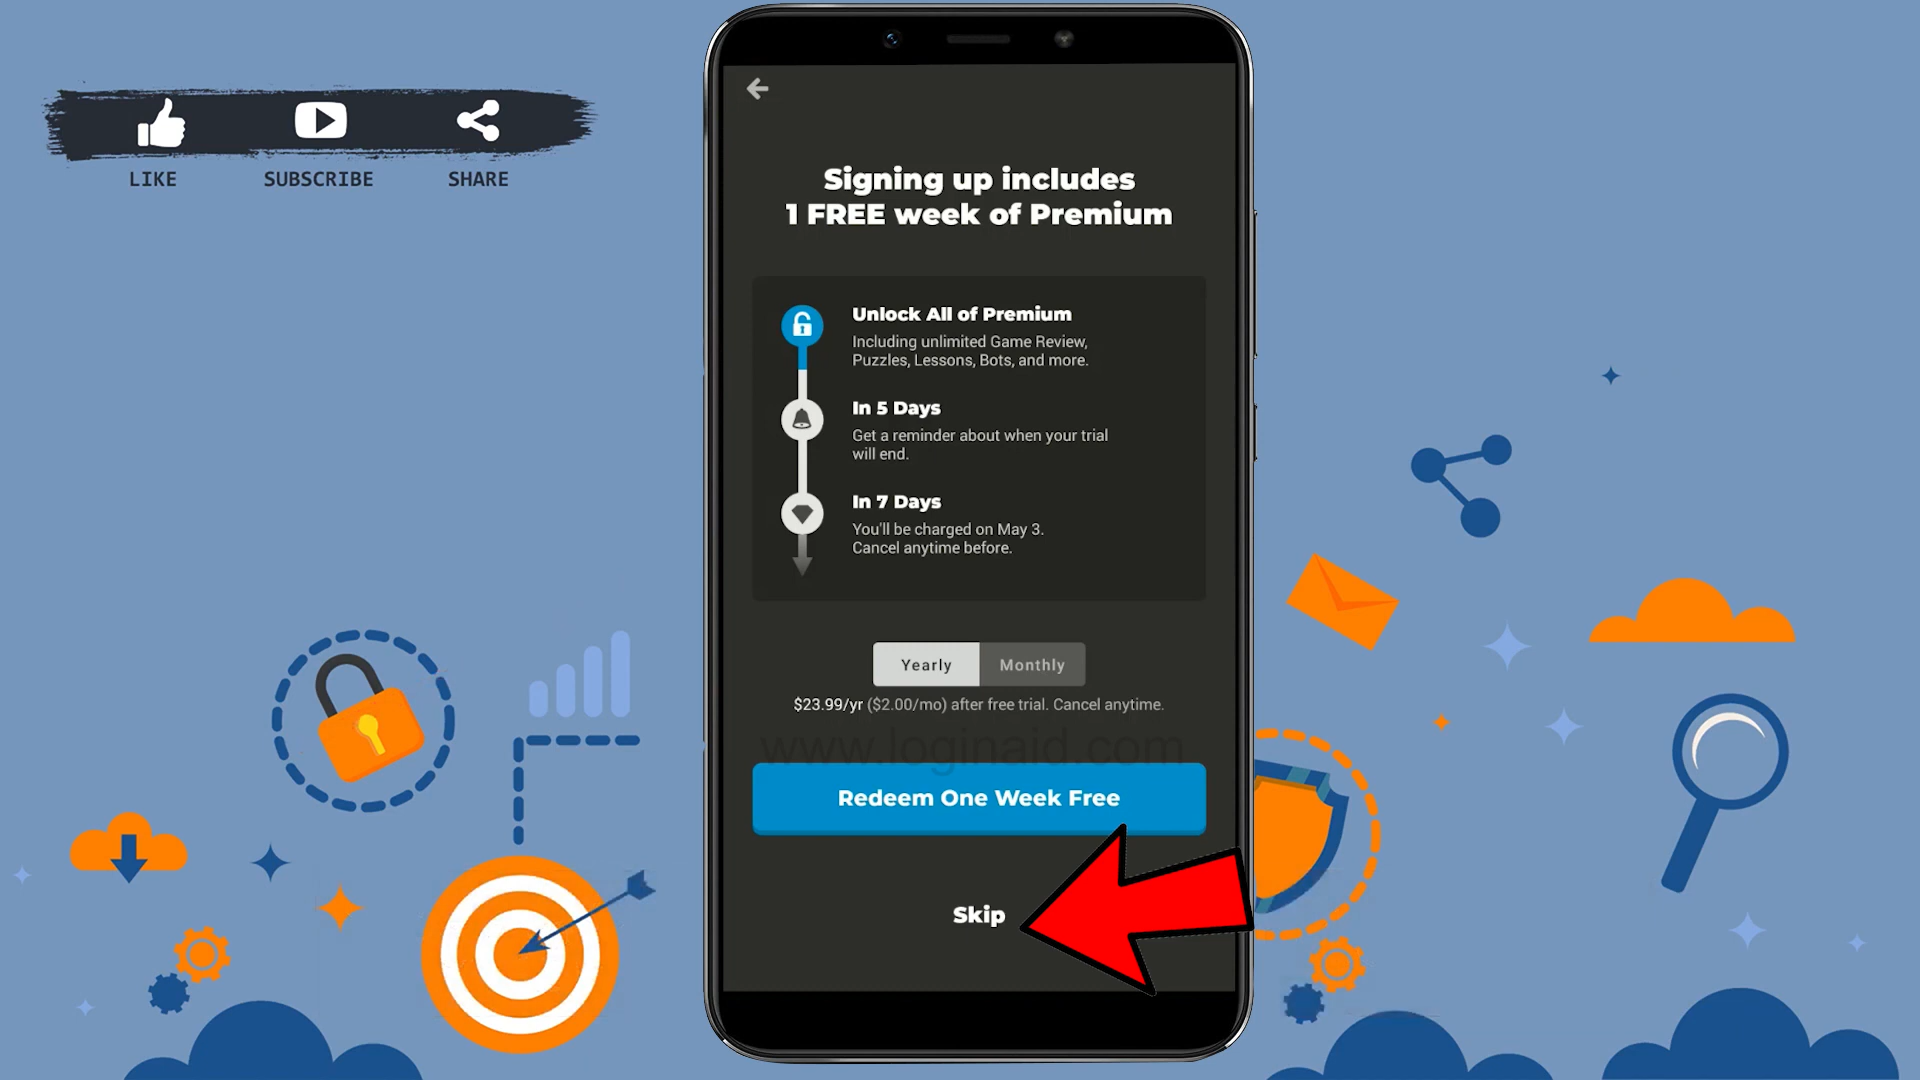 LIKE
SUBSCRIBE
SHARE
Signing up includes
1 FREE week of Premium
Unlock All of Premium
Including unlimited Game Review,
Puzzles, Lessons, Bots, and more.
In 5 Days
Get a reminder about when your trial
will end.
In 7 Days
You'll be charged on May 3.
Cancel anytime before.
Yearly
Monthly
$23.99/yr ($2.00/mo) after free trial. Cancel anytime.
www.loginaid.com
Redeem One Week Free
Skip